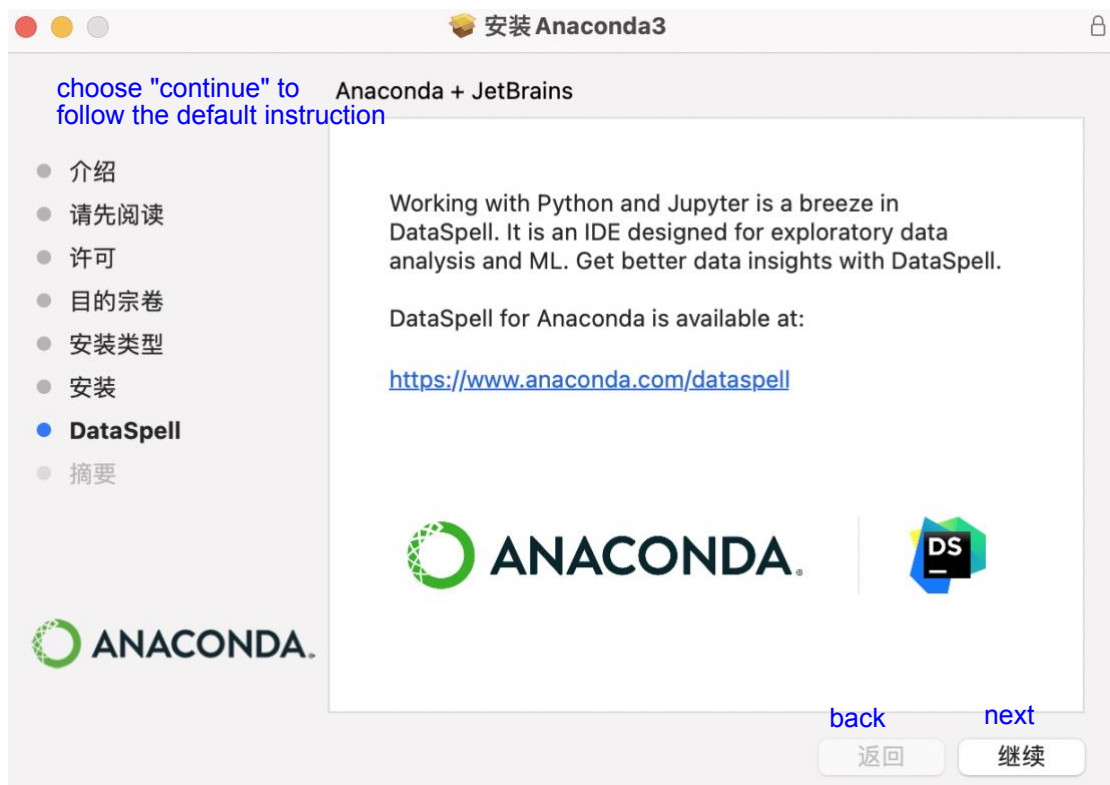 安装 Anaconda3
choose "continue" to
follow the default instruction
Anaconda + JetBrains
介绍
请先阅读
许可
目的宗卷
安装类型
安装
DataSpell
摘要
Working with Python and Jupyter is a breeze in
DataSpell. It is an IDE designed for exploratory data
analysis and ML. Get better data insights with DataSpell.
DataSpell for Anaconda is available at:
https://www.anaconda.com/dataspell
ANACONDA.
DS
ANACONDA.
back
next
返回
继续